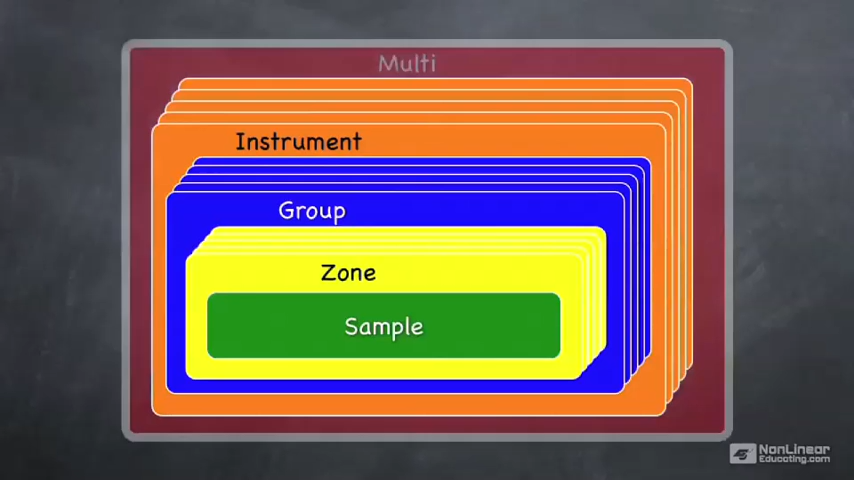 Multi
Instrument
Group
Zone
Sample
NonLinear
Educating.com